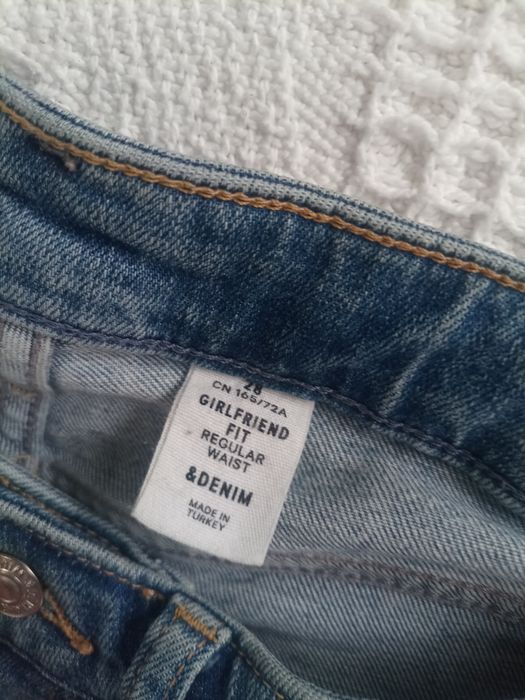 28
CN 165/72A
GIRLFRIEND
FIT
REGULAR
WAIST
&DENIM
MADE IN
TURKEY